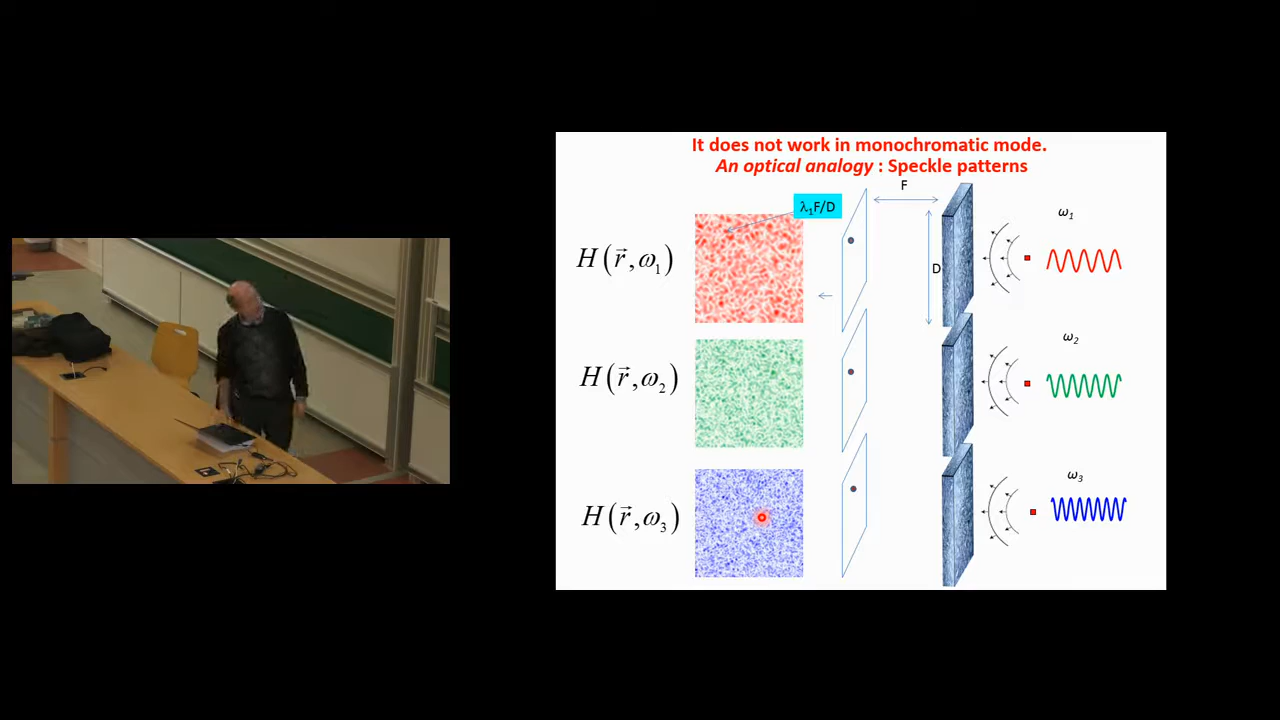 It does not work in monochromatic mode.
An optical analogy : Speckle patterns
F
λ₁F/D
ω₁
H(r⃗,ω₁)
D
ω₂
H(r⃗,ω₂)
ω₃
H(r⃗,ω₃)